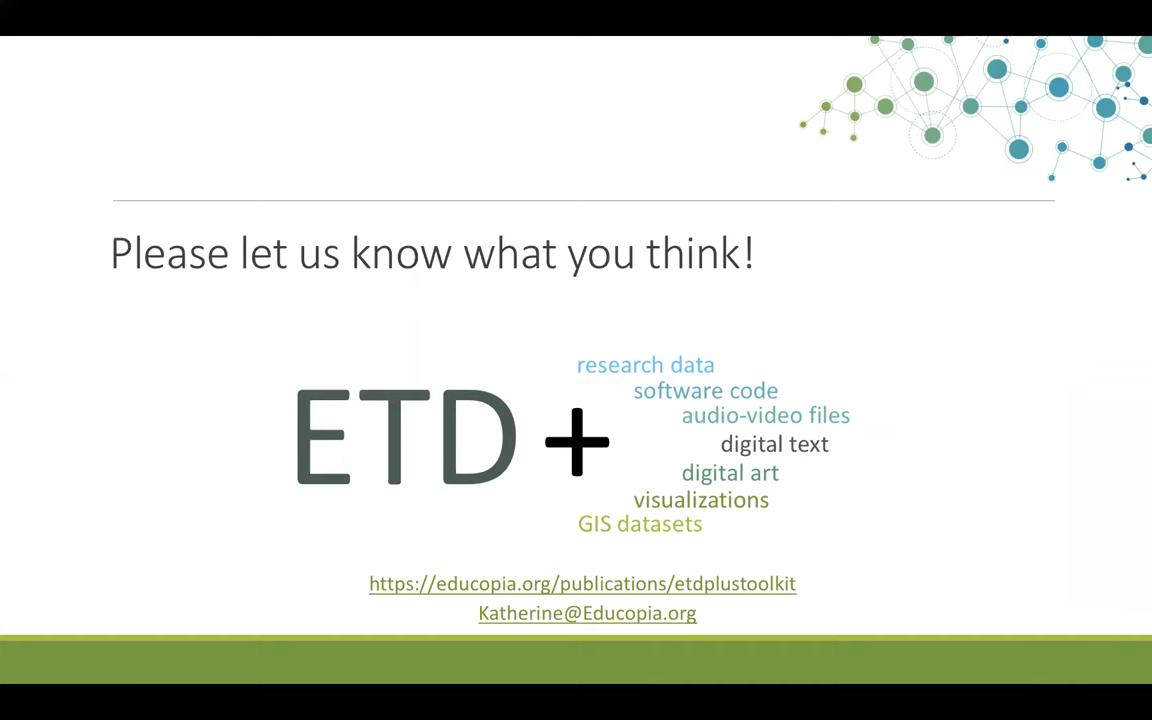 Please let us know what you think!
ETD +
research data
software code
audio-video files
digital text
digital art
visualizations
GIS datasets
https://educopia.org/publications/etdplustoolkit
Katherine@Educopia.org